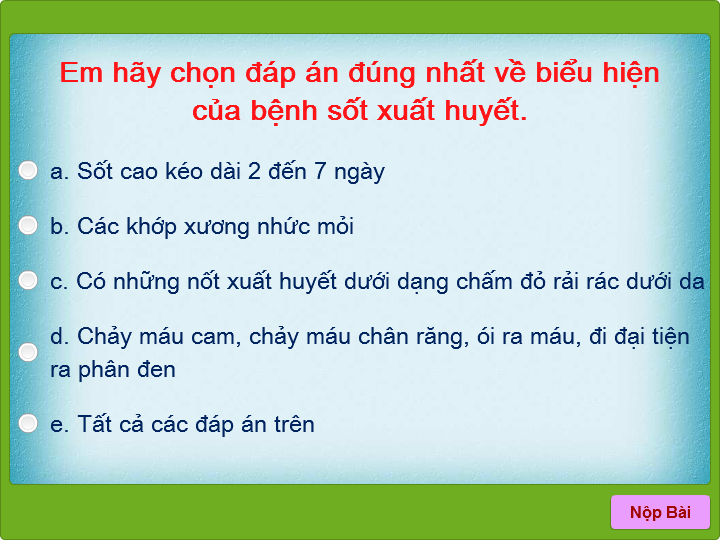 Em hãy chọn đáp án đúng nhất về biểu hiện
của bệnh sốt xuất huyết.
a. Sốt cao kéo dài 2 đến 7 ngày
b. Các khớp xương nhức mỏi
c. Có những nốt xuất huyết dưới dạng chấm đỏ rải rác dưới da
d. Chảy máu cam, chảy máu chân răng, ói ra máu, đi đại tiện
ra phân đen
e. Tất cả các đáp án trên
Nộp Bài